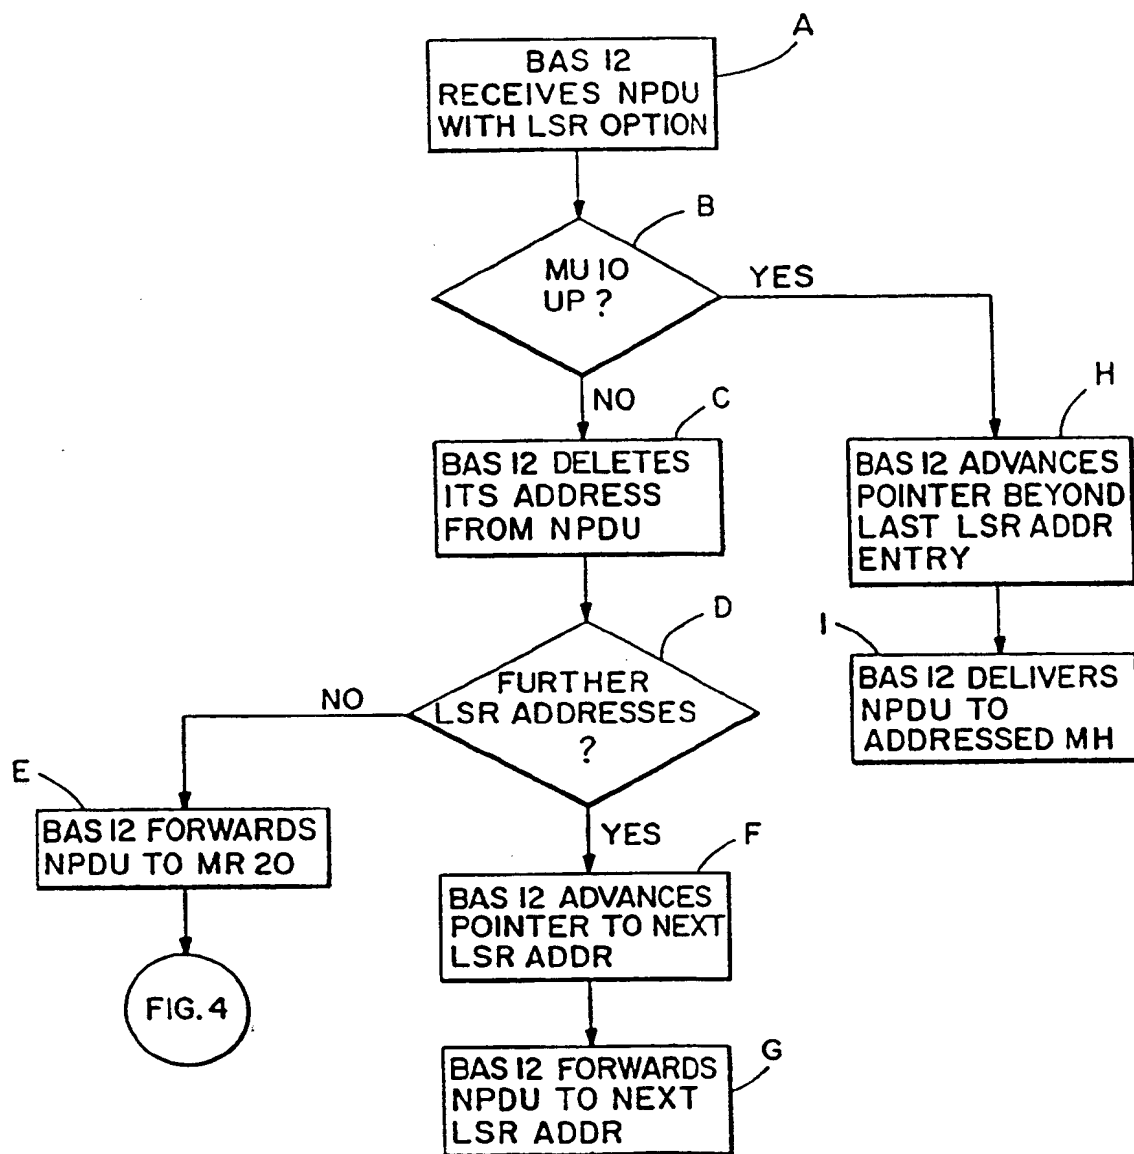 A
BAS 12
RECEIVES NPDU
WITH LSR OPTION
B
MU 10
UP ?
YES
NO
C
BAS 12 DELETES
ITS ADDRESS
FROM NPDU
H
BAS 12 ADVANCES
POINTER BEYOND
LAST LSR ADDR
ENTRY
D
FURTHER
LSR ADDRESSES
?
NO
I
BAS 12 DELIVERS
NPDU TO
ADDRESSED MH
E
BAS 12 FORWARDS
NPDU TO MR 20
YES
F
BAS 12 ADVANCES
POINTER TO NEXT
LSR ADDR
FIG. 4
G
BAS 12 FORWARDS
NPDU TO NEXT
LSR ADDR